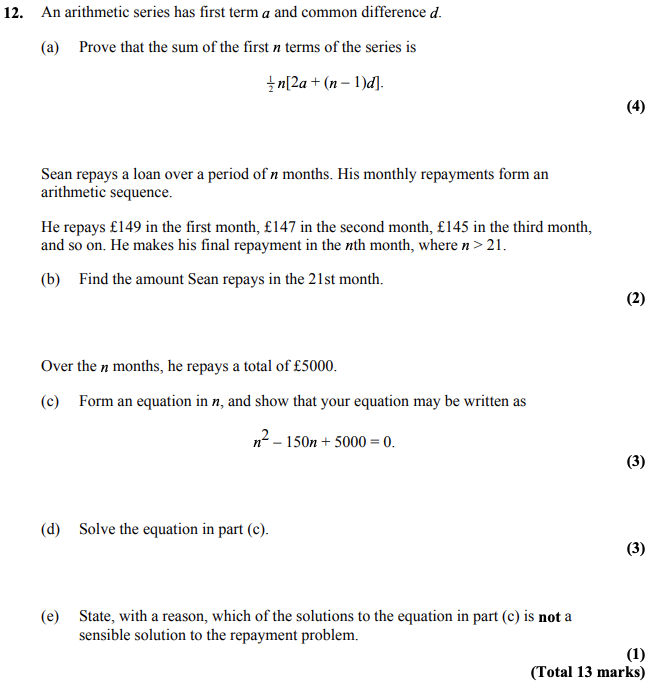 12. An arithmetic series has first term a and common difference d.
(a) Prove that the sum of the first n terms of the series is
½ n[2a + (n – 1)d].
(4)
Sean repays a loan over a period of n months. His monthly repayments form an
arithmetic sequence.
He repays £149 in the first month, £147 in the second month, £145 in the third month,
and so on. He makes his final repayment in the nth month, where n > 21.
(b) Find the amount Sean repays in the 21st month.
(2)
Over the n months, he repays a total of £5000.
(c) Form an equation in n, and show that your equation may be written as
n² – 150n + 5000 = 0.
(3)
(d) Solve the equation in part (c).
(3)
(e) State, with a reason, which of the solutions to the equation in part (c) is not a
sensible solution to the repayment problem.
(1)
(Total 13 marks)